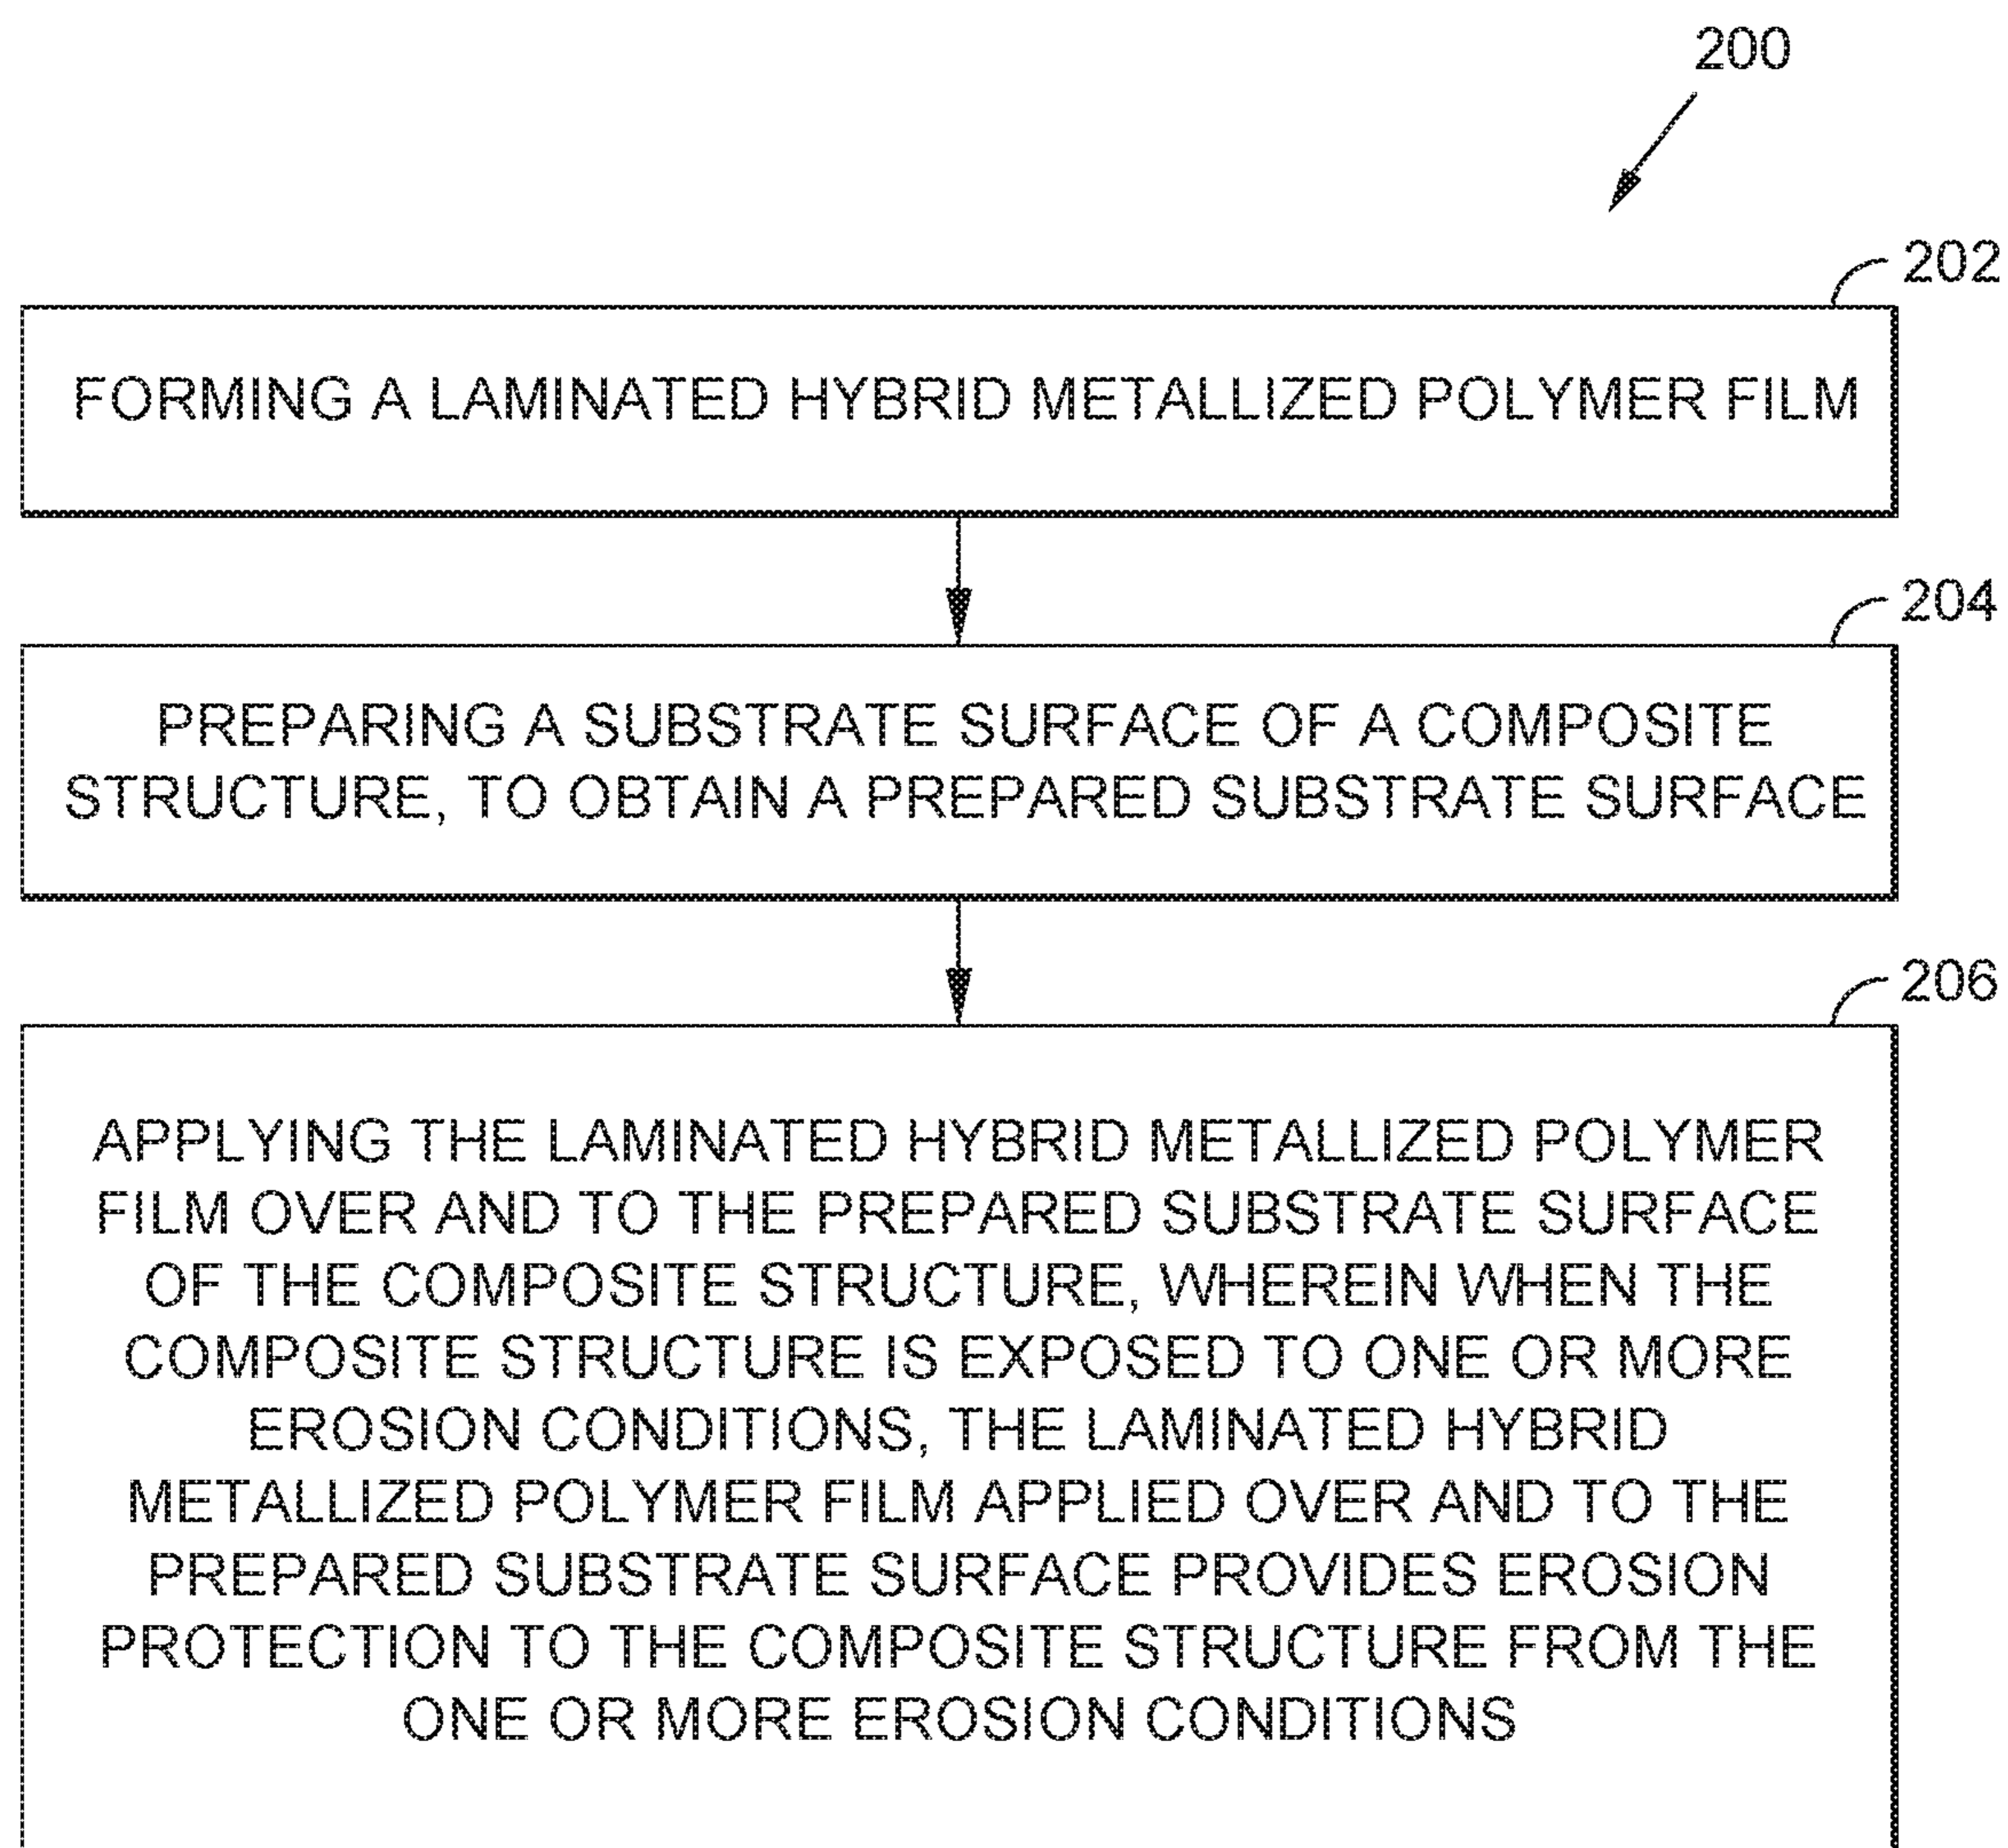 200
202
FORMING A LAMINATED HYBRID METALLIZED POLYMER FILM
204
PREPARING A SUBSTRATE SURFACE OF A COMPOSITE
STRUCTURE, TO OBTAIN A PREPARED SUBSTRATE SURFACE
206
APPLYING THE LAMINATED HYBRID METALLIZED POLYMER
FILM OVER AND TO THE PREPARED SUBSTRATE SURFACE
OF THE COMPOSITE STRUCTURE, WHEREIN WHEN THE
COMPOSITE STRUCTURE IS EXPOSED TO ONE OR MORE
EROSION CONDITIONS, THE LAMINATED HYBRID
METALLIZED POLYMER FILM APPLIED OVER AND TO THE
PREPARED SUBSTRATE SURFACE PROVIDES EROSION
PROTECTION TO THE COMPOSITE STRUCTURE FROM THE
ONE OR MORE EROSION CONDITIONS